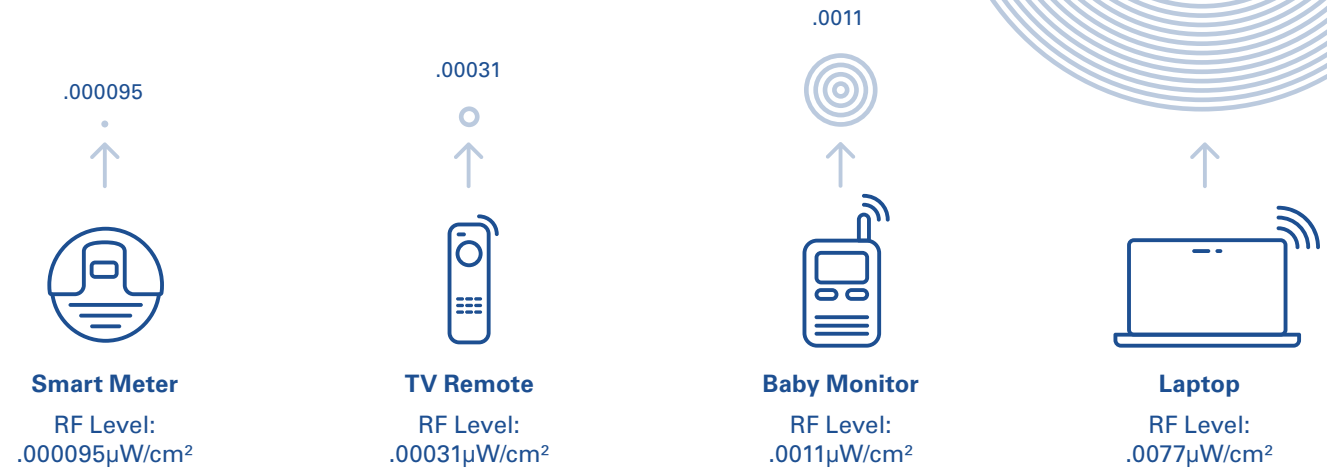 .000095
.00031
.0011
Smart Meter
RF Level:
.000095µW/cm²
TV Remote
RF Level:
.00031µW/cm²
Baby Monitor
RF Level:
.0011µW/cm²
Laptop
RF Level:
.0077µW/cm²